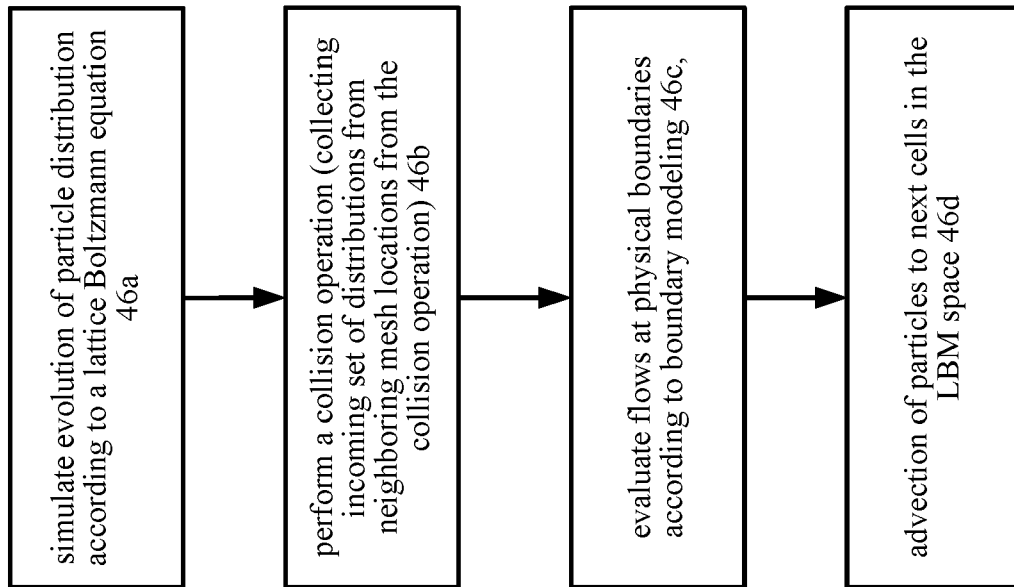 simulate evolution of particle distribution
according to a lattice Boltzmann equation
46a
perform a collision operation (collecting
incoming set of distributions from
neighboring mesh locations from the
collision operation) 46b
evaluate flows at physical boundaries
according to boundary modeling 46c,
advection of particles to next cells in the
LBM space 46d